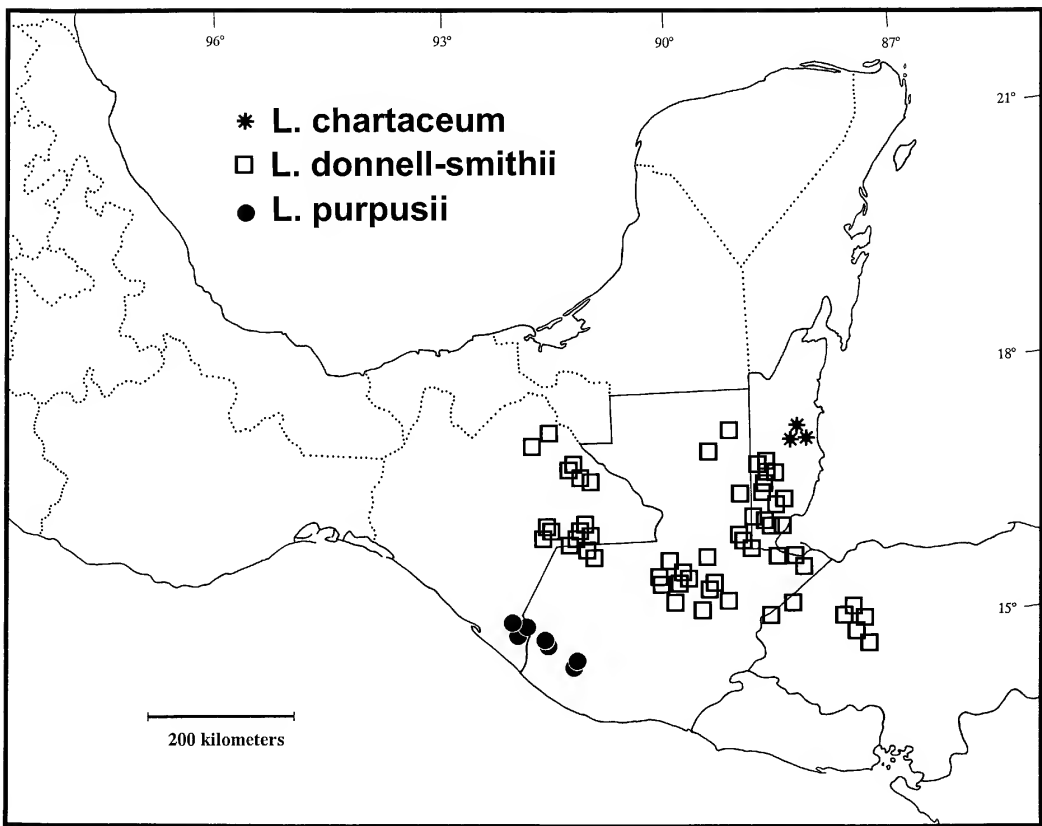 96° 93° 90° 87°
21°
L. chartaceum
L. donnell-smithii
L. purpusii
18°
15°
200 kilometers